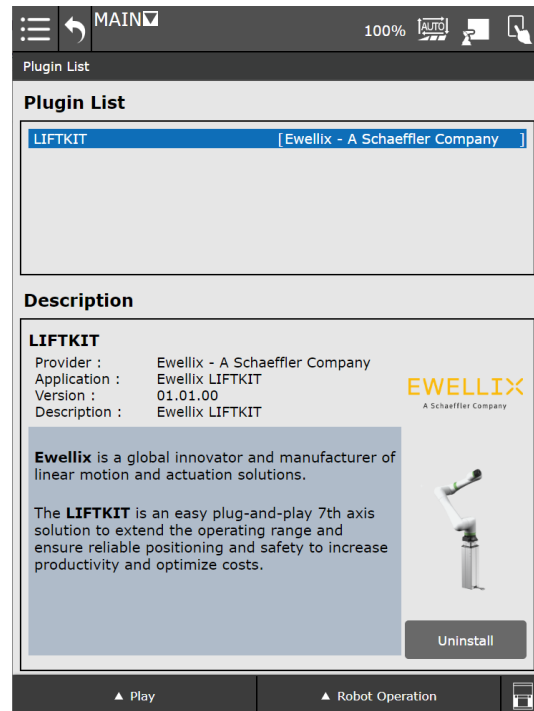 MAIN
100%
AUTO
Plugin List
Plugin List
LIFTKIT [Ewellix - A Schaeffler Company ]
Description
LIFTKIT
Provider : Ewellix - A Schaeffler Company
Application : Ewellix LIFTKIT
Version : 01.01.00
Description : Ewellix LIFTKIT
EWELLIX
A Schaeffler Company
Ewellix is a global innovator and manufacturer of
linear motion and actuation solutions.
The LIFTKIT is an easy plug-and-play 7th axis
solution to extend the operating range and
ensure reliable positioning and safety to increase
productivity and optimize costs.
Uninstall
▲ Play
▲ Robot Operation